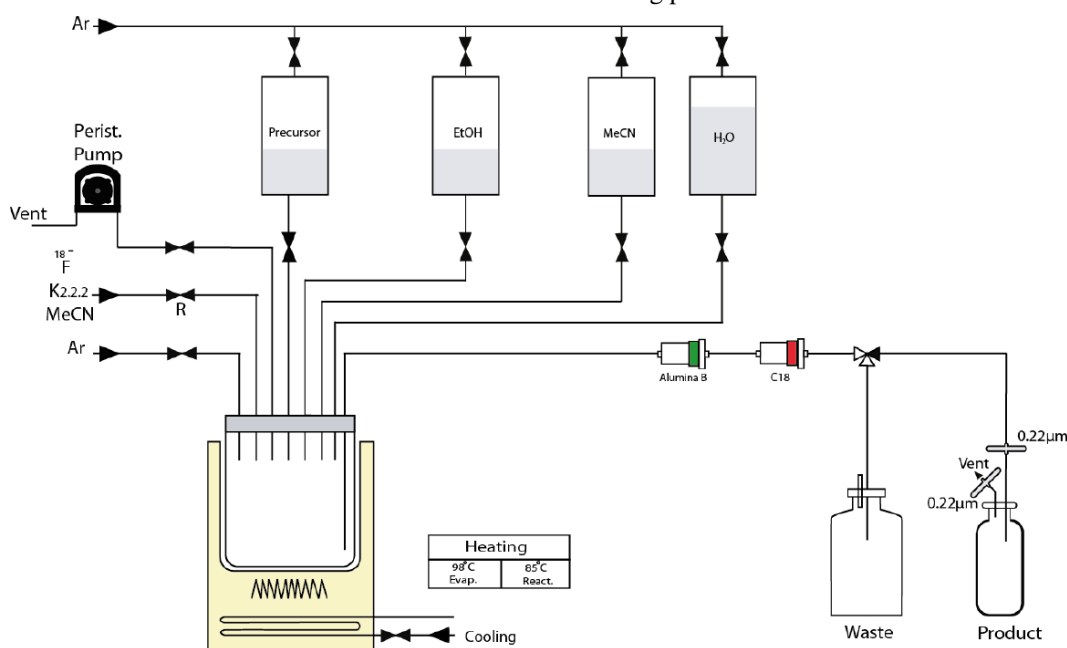 Ar
Precursor
EtOH
MeCN
H₂O
Perist.
Pump
Vent
18 -
F
K2.2.2
MeCN
R
Ar
Alumina B
C18
0.22μm
Vent
0.22μm
Heating
98°C
Evap.
85°C
React.
Cooling
Waste
Product